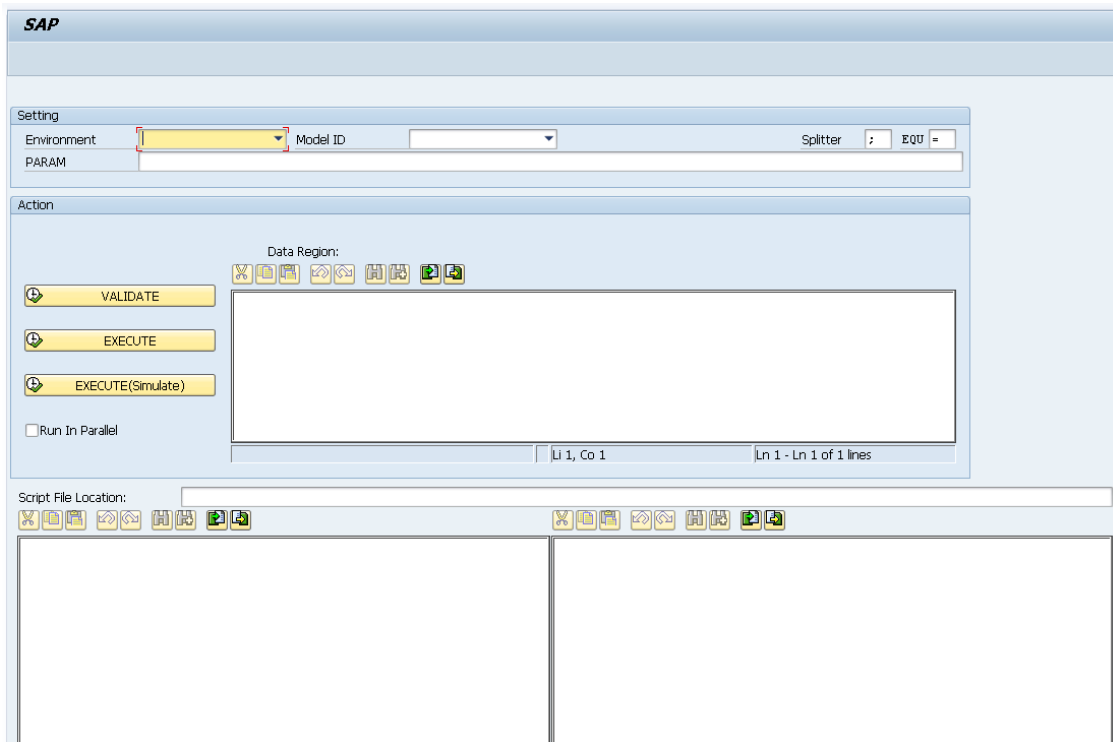 SAP
Setting
Environment Model ID Splitter ; EQU =
PARAM
Action
Data Region:
VALIDATE
EXECUTE
EXECUTE(Simulate)
Run In Parallel
Li 1, Co 1 Ln 1 - Ln 1 of 1 lines
Script File Location: